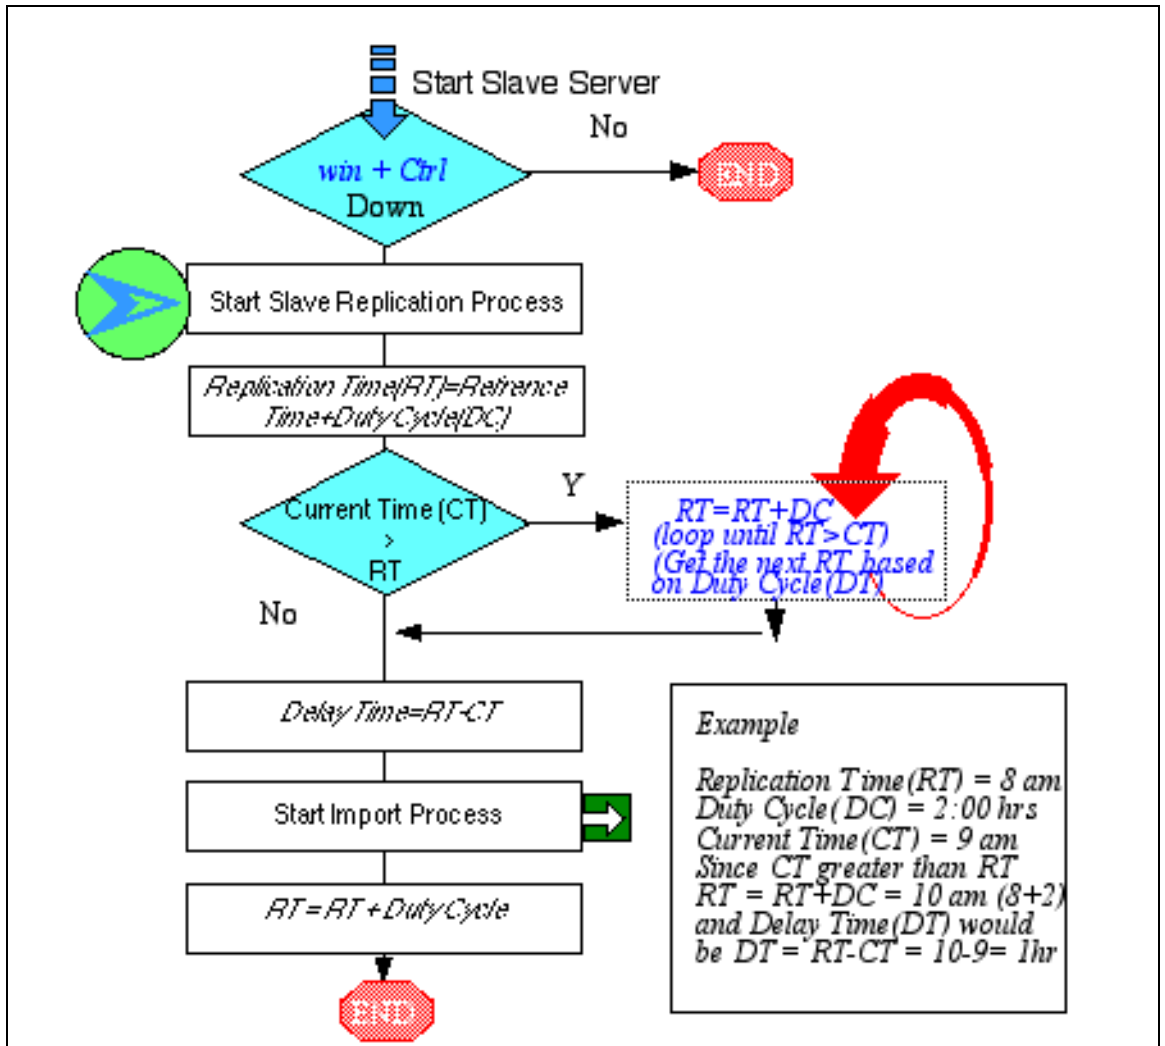 Start Slave Server
No
win + Ctrl
Down
END
Start Slave Replication Process
Replication Time(RT)=Refrence
Time+Duty Cycle(DC)
Current Time (CT)
>
RT
Y
RT=RT+DC
(loop until RT>CT)
(Get the next RT based
on Duty Cycle(DT)
No
Delay Time=RT-CT
Start Import Process
RT = RT + Duty Cycle
END
Example
Replication Time(RT) = 8 am
Duty Cycle( DC) = 2:00 hrs
Current Time(CT) = 9 am
Since CT greater than RT
RT = RT+DC = 10 am (8+2)
and Delay Time(DT) would
be DT = RT-CT = 10-9= 1hr